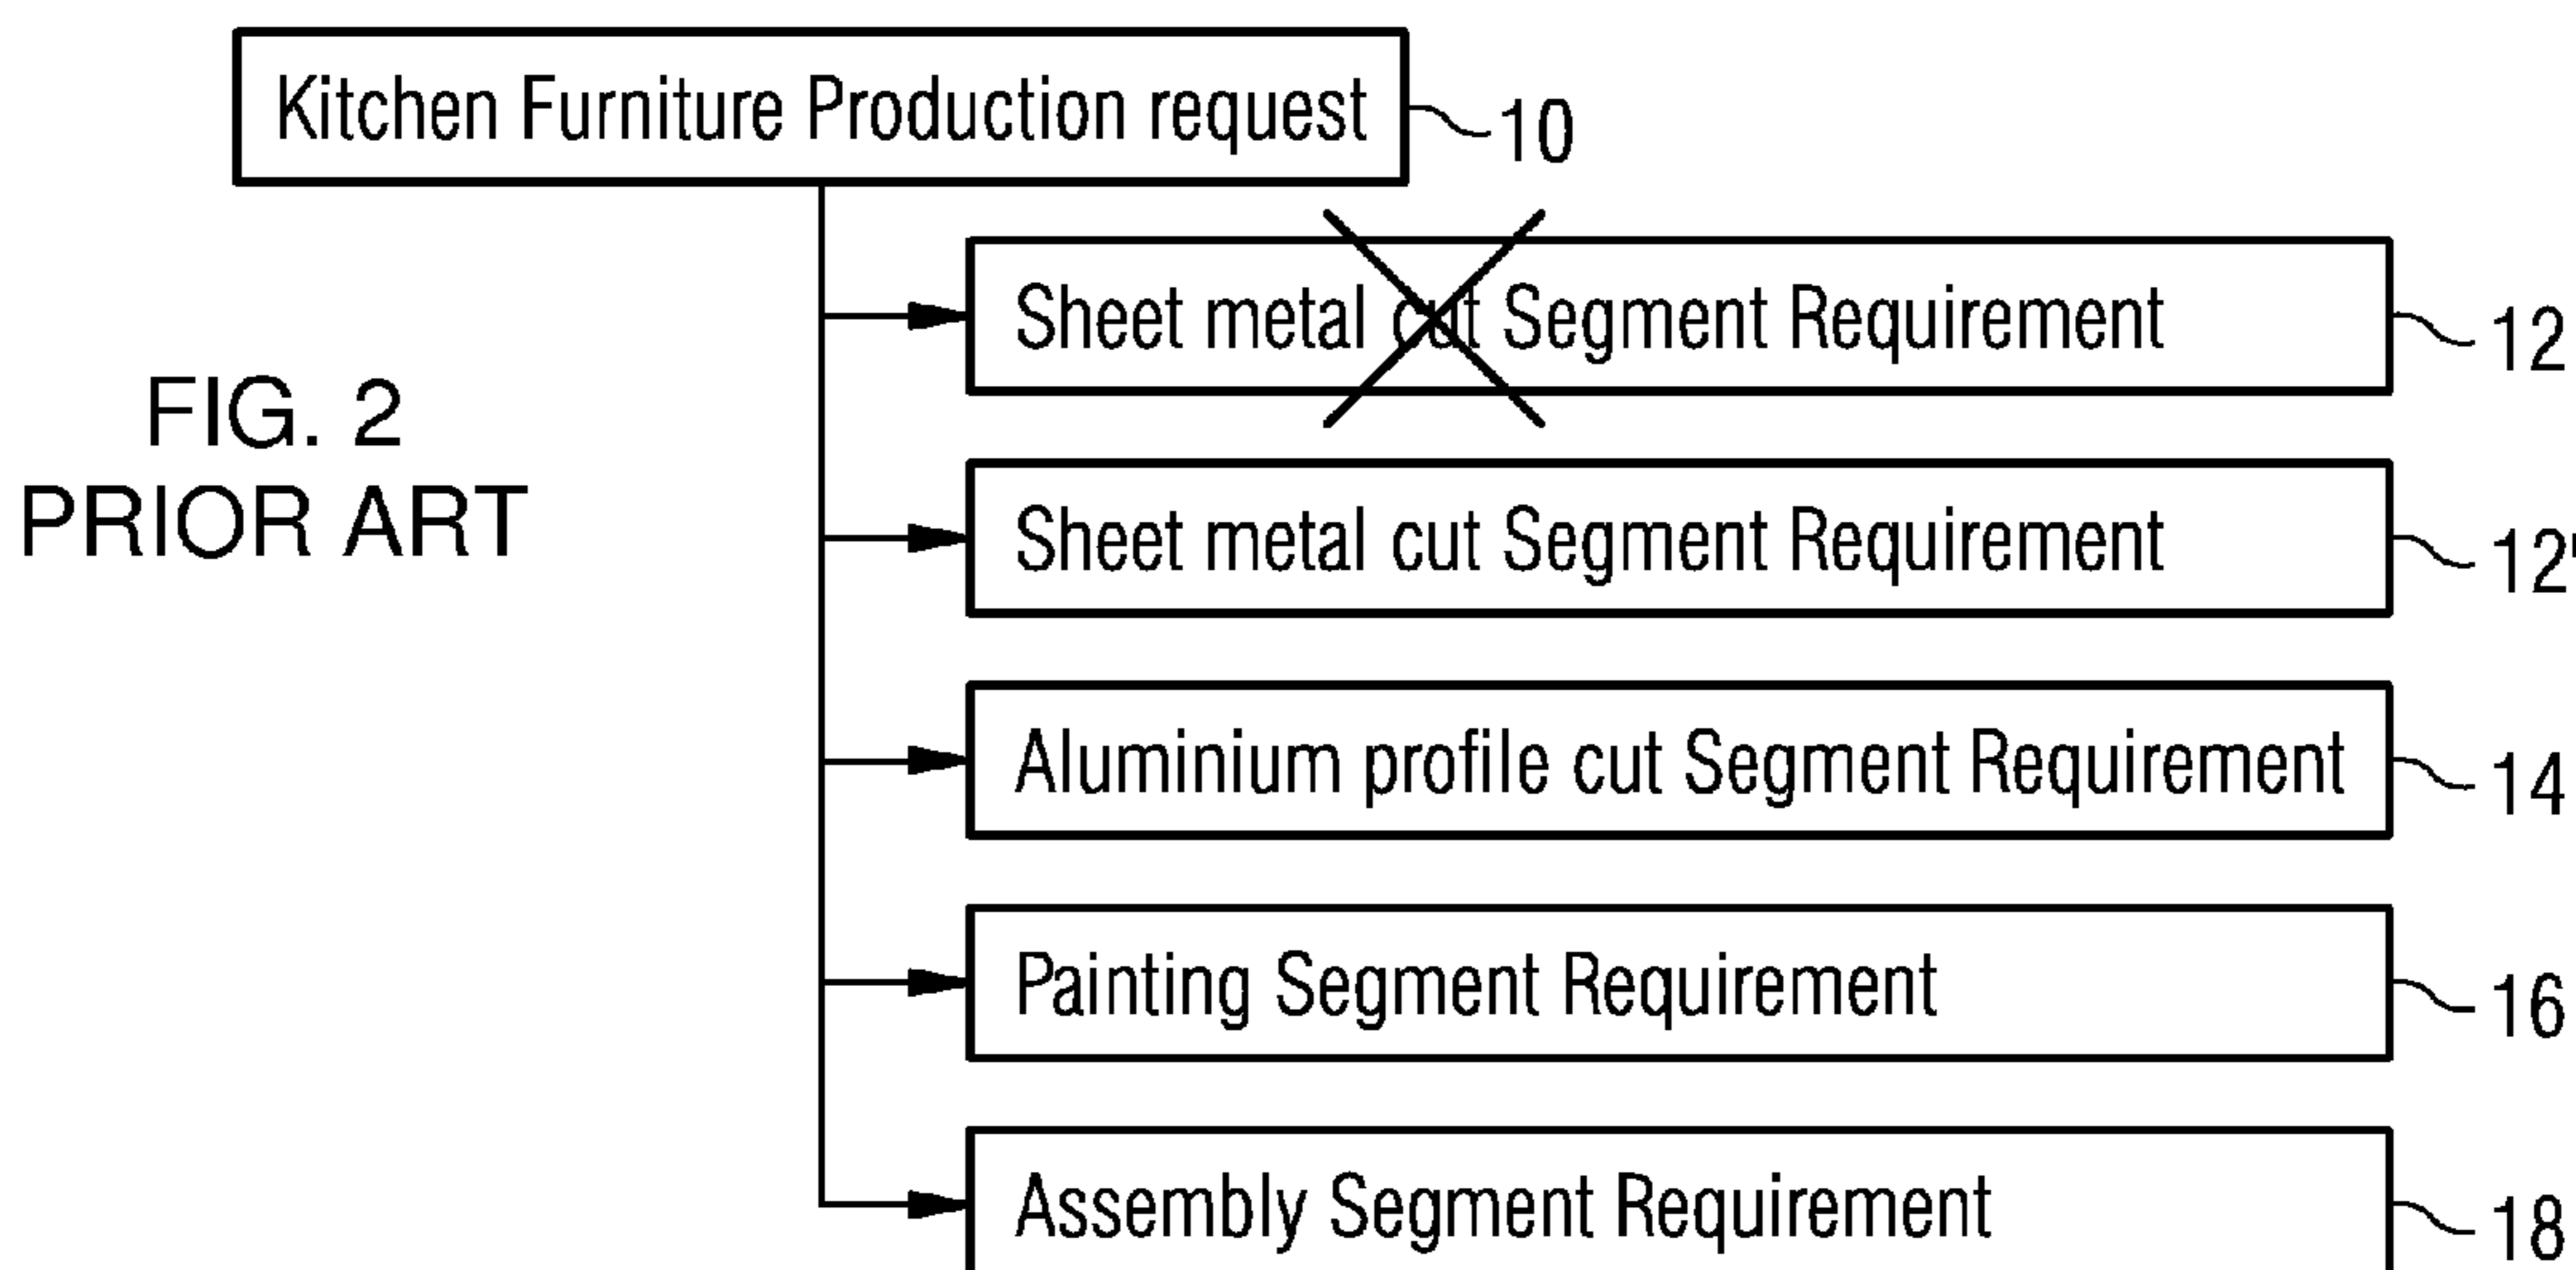 Kitchen Furniture Production request
10
Sheet metal cut Segment Requirement
12
FIG. 2
PRIOR ART
Sheet metal cut Segment Requirement
12'
Aluminium profile cut Segment Requirement
14
Painting Segment Requirement
16
Assembly Segment Requirement
18